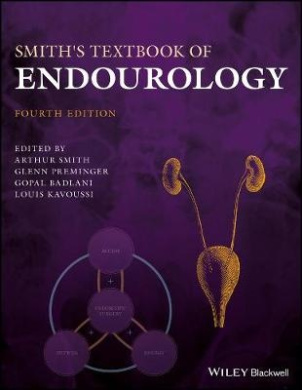 SMITH'S TEXTBOOK OF
ENDOUROLOGY
FOURTH EDITION
EDITED BY
ARTHUR SMITH
GLENN PREMINGER
GOPAL BADLANI
LOUIS KAVOUSSI
WILEY Blackwell